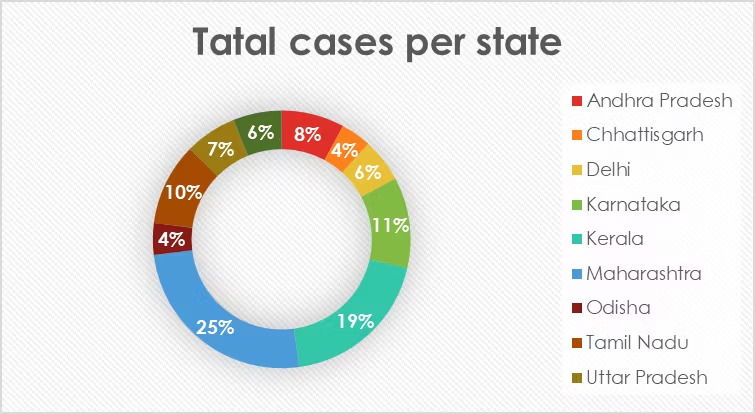 Tatal cases per state
6%
8%
4%
6%
11%
19%
25%
4%
10%
7%
Andhra Pradesh
Chhattisgarh
Delhi
Karnataka
Kerala
Maharashtra
Odisha
Tamil Nadu
Uttar Pradesh